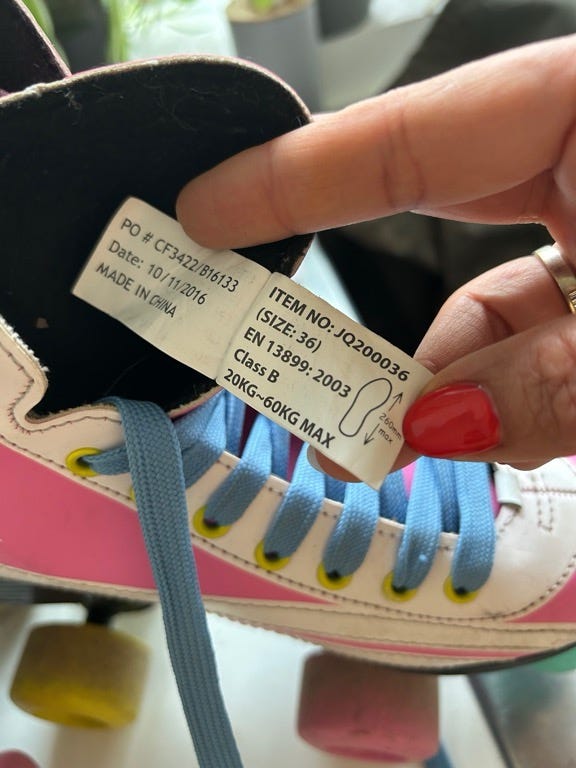 PO # CF3422/B16133
Date: 10/11/2016
MADE IN CHINA
ITEM NO: JQ200036
(SIZE: 36)
EN 13899: 2003
Class B
20KG~60KG MAX
260mm
max